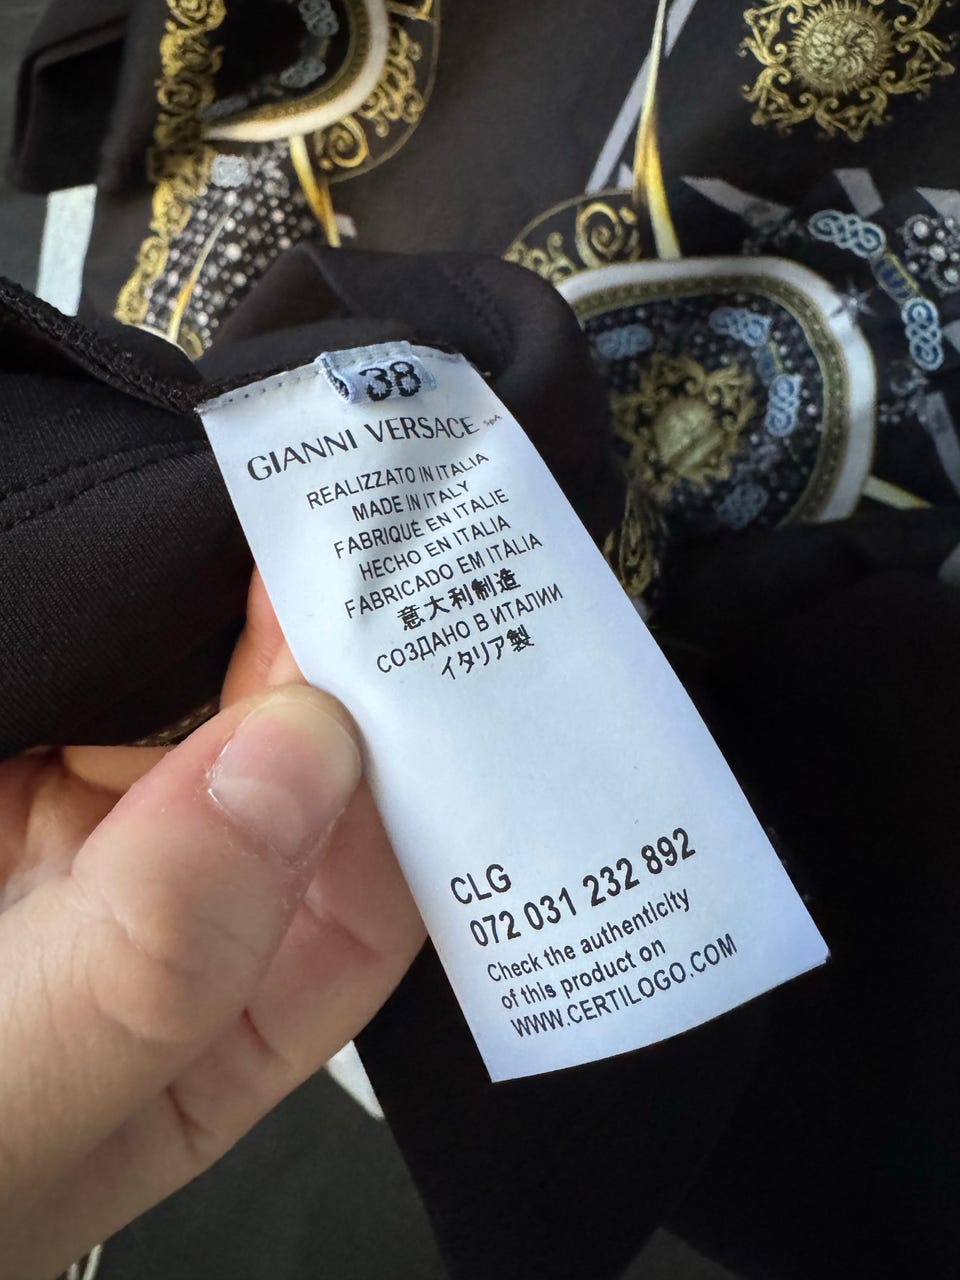 38
GIANNI VERSACE SpA
REALIZZATO IN ITALIA
MADE IN ITALY
FABRIQUÉ EN ITALIE
HECHO EN ITALIA
FABRICADO EM ITÁLIA
意大利制造
СОЗДАНО В ИТАЛИИ
イタリア製
CLG
072 031 232 892
Check the authenticity
of this product on
WWW.CERTILOGO.COM